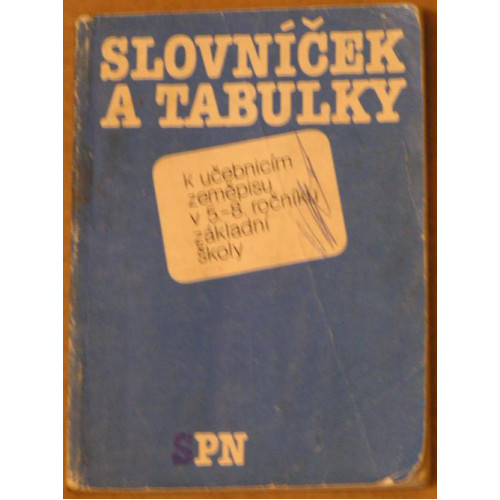 SLOVNÍČEK
A TABULKY
k učebnicím
zeměpisu
v 5.-8. ročníku
základní
školy
SPN